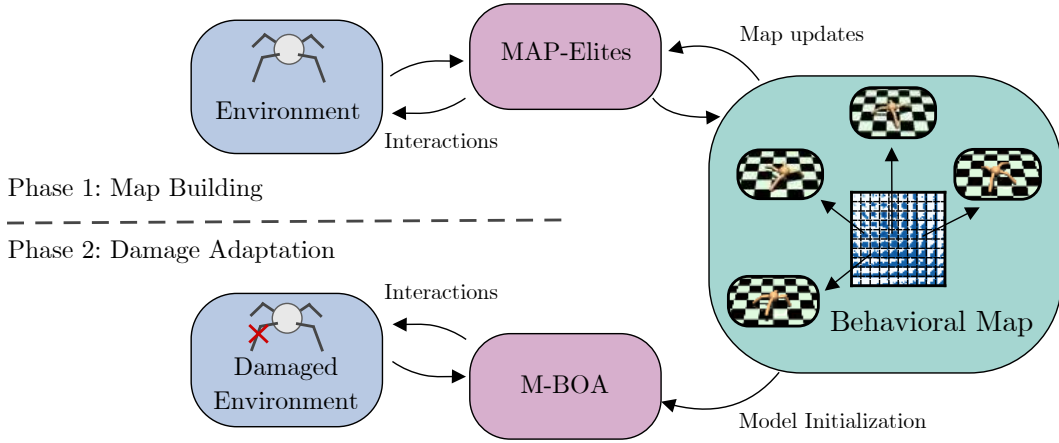 MAP-Elites
Map updates
Environment
Interactions
Phase 1: Map Building
Phase 2: Damage Adaptation
Interactions
Behavioral Map
Damaged
Environment
M-BOA
Model Initialization